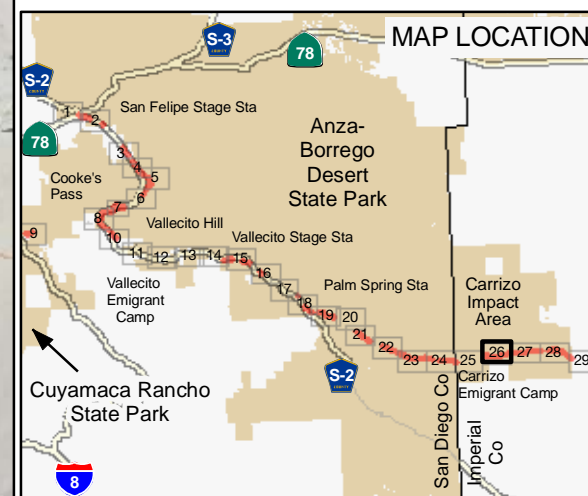 MAP LOCATION
S-3
78
S-2
San Felipe Stage Sta
1
2
78
Anza-
Borrego
Desert
State Park
3
4
5
6
Cooke's
Pass
7
8
Vallecito Hill
9
10
Vallecito Stage Sta
11
12
13
14
15
16
Vallecito
Emigrant
Camp
17
Palm Spring Sta
18
19
20
21
22
23
24
25
Carrizo
Impact
Area
26
27
28
29
Carrizo
Emigrant Camp
S-2
Cuyamaca Rancho
State Park
San Diego Co
Imperial
Co
8